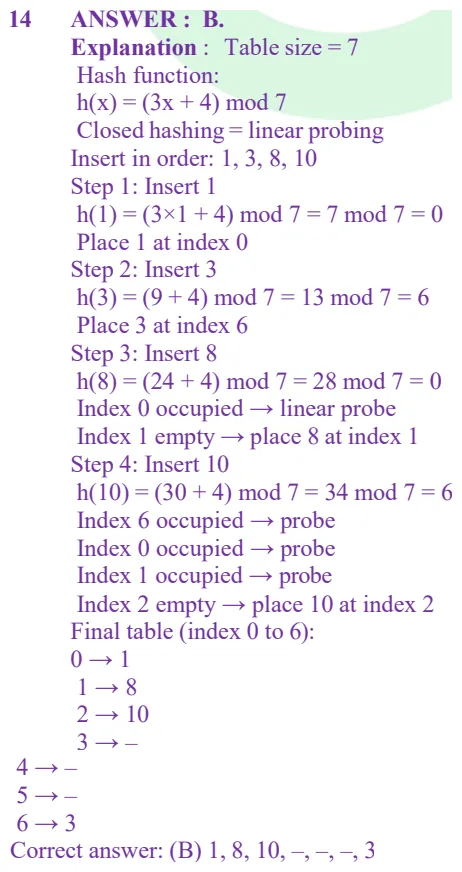 14 ANSWER : B.
Explanation : Table size = 7
Hash function:
h(x) = (3x + 4) mod 7
Closed hashing = linear probing
Insert in order: 1, 3, 8, 10
Step 1: Insert 1
h(1) = (3×1 + 4) mod 7 = 7 mod 7 = 0
Place 1 at index 0
Step 2: Insert 3
h(3) = (9 + 4) mod 7 = 13 mod 7 = 6
Place 3 at index 6
Step 3: Insert 8
h(8) = (24 + 4) mod 7 = 28 mod 7 = 0
Index 0 occupied → linear probe
Index 1 empty → place 8 at index 1
Step 4: Insert 10
h(10) = (30 + 4) mod 7 = 34 mod 7 = 6
Index 6 occupied → probe
Index 0 occupied → probe
Index 1 occupied → probe
Index 2 empty → place 10 at index 2
Final table (index 0 to 6):
0 → 1
1 → 8
2 → 10
3 → –
4 → –
5 → –
6 → 3
Correct answer: (B) 1, 8, 10, –, –, –, 3